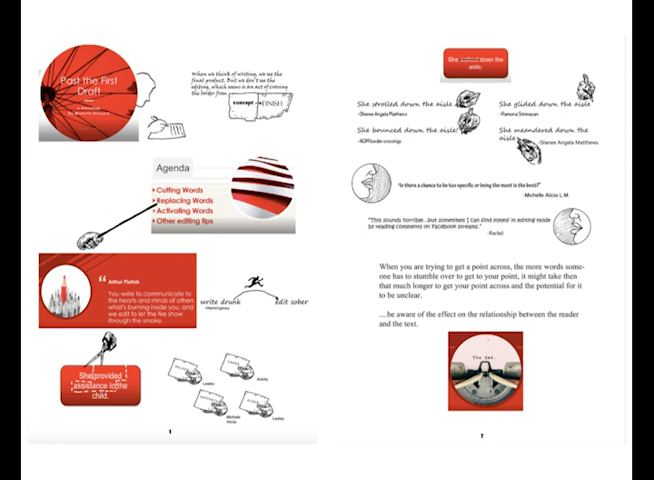 Past the First
Draft
When we think of writing, we see the
final product. But we don't see the
editing, which seems is an act of crossing
the border from
concept → FINISH
Agenda
Cutting Words
Replacing Words
Activating Words
Other editing tips
“ Arthur Plotnik
You write to communicate to
the hearts and minds of others
what's burning inside you, and
we edit to let the fire show
through the smoke.
write drunk
edit sober
-Hemingway
She provided
assistance to the
child.
London
Ankita
Michelle
Alicia
Lesley
1
She walked down the
aisle.
She strolled down the aisle
-Sheree Angela Matthews
She glided down the aisle
-Ramona Srinivasan
She bounced down the aisle!
-AGM border crossings
She meandered down the
aisle
-Sheree Angela Matthews
"Is there a chance to be too specific or being the most is the best?"
-Michelle Alicia L.M.
"This sounds horrible...but sometimes I can find myself in editing mode
by reading comments on Facebook streams."
-Rachel
When you are trying to get a point across, the more words some-
one has to stumble over to get to your point, it might take then
that much longer to get your point across and the potential for it
to be unclear.
....be aware of the effect on the relationship between the reader
and the text.
The End.
2